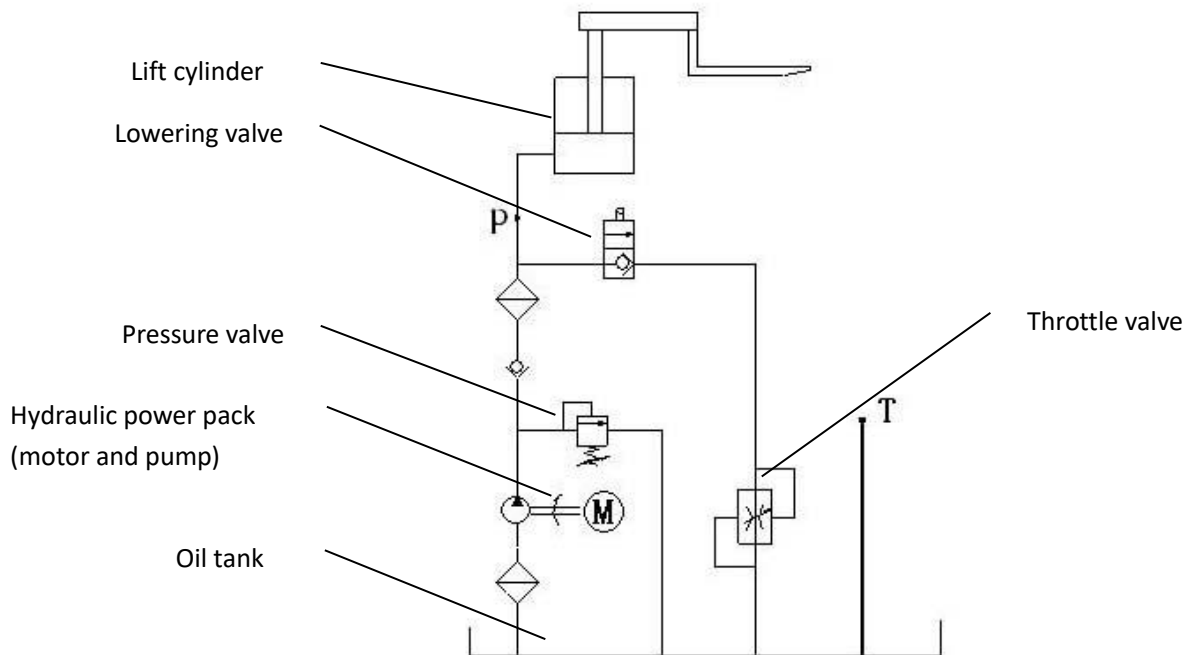 Lift cylinder
Lowering valve
p
Pressure valve
Throttle valve
Hydraulic power pack
(motor and pump)
T
M
Oil tank